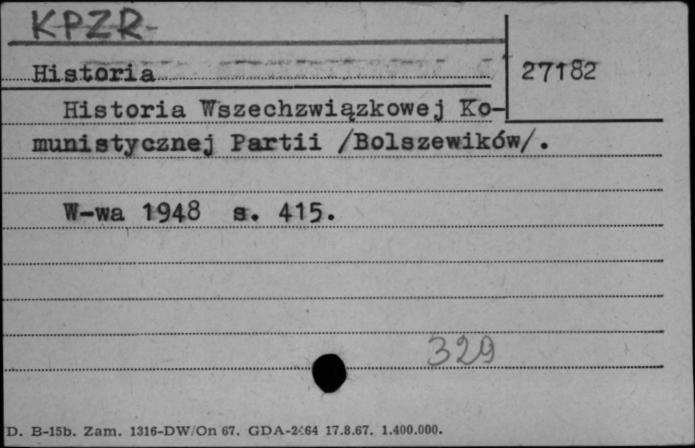 KPZR-
Historia
27182
Historia Wszechzwiązkowej Ko-
munistycznej Partii /Bolszewików/.
W-wa 1948 s. 415.
329
D. B-15b. Zam. 1316-DW/On 67. GDA-2464 17.8.67. 1.400.000.